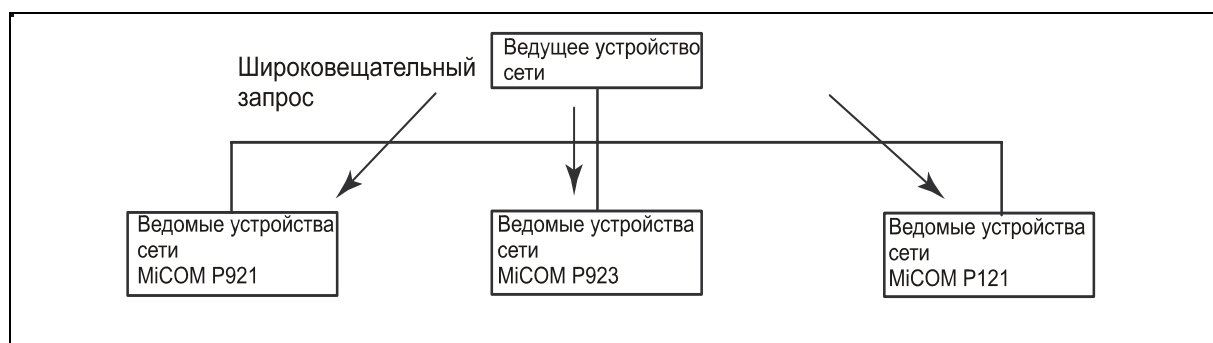 Ведущее устройство
сети
Широковещательный
запрос
Ведомые устройства
сети
MiCOM P921
Ведомые устройства
сети
MiCOM P923
Ведомые устройства
сети
MiCOM P121